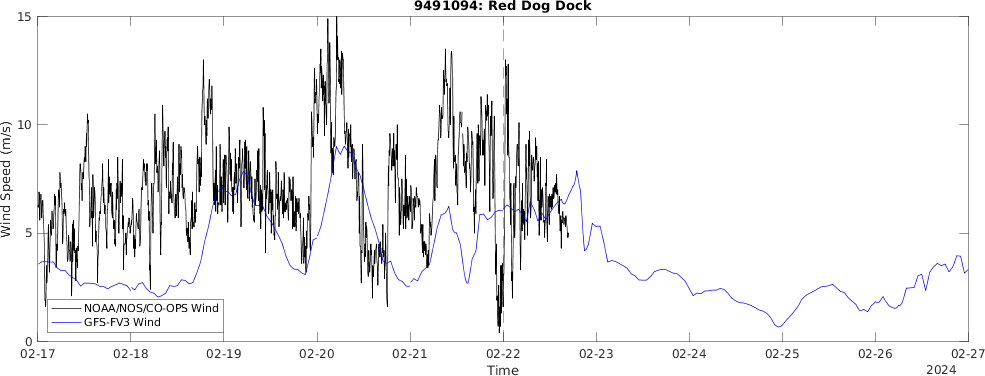 9491094: Red Dog Dock
Wind Speed (m/s)
15
10
5
0
NOAA/NOS/CO-OPS Wind
GFS-FV3 Wind
02-17 02-18 02-19 02-20 02-21 02-22 02-23 02-24 02-25 02-26 02-27
Time
2024